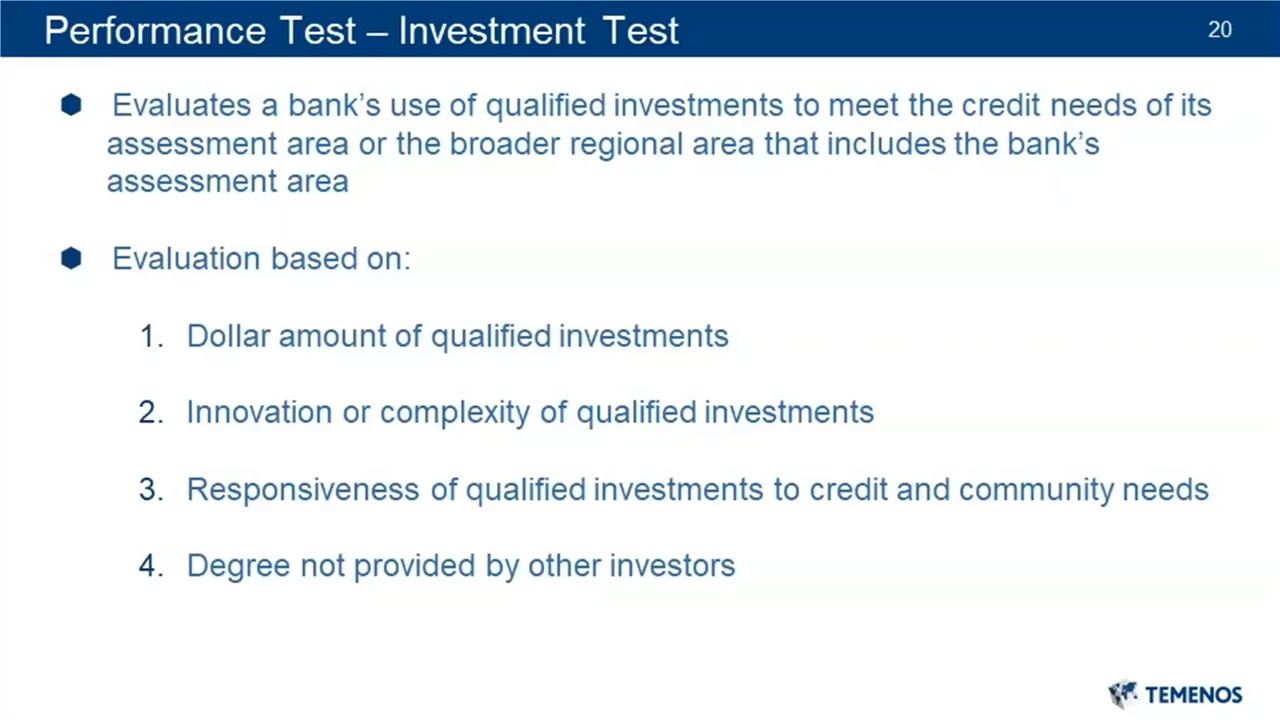 Performance Test – Investment Test
20
Evaluates a bank’s use of qualified investments to meet the credit needs of its
assessment area or the broader regional area that includes the bank’s
assessment area
Evaluation based on:
1. Dollar amount of qualified investments
2. Innovation or complexity of qualified investments
3. Responsiveness of qualified investments to credit and community needs
4. Degree not provided by other investors
TEMENOS